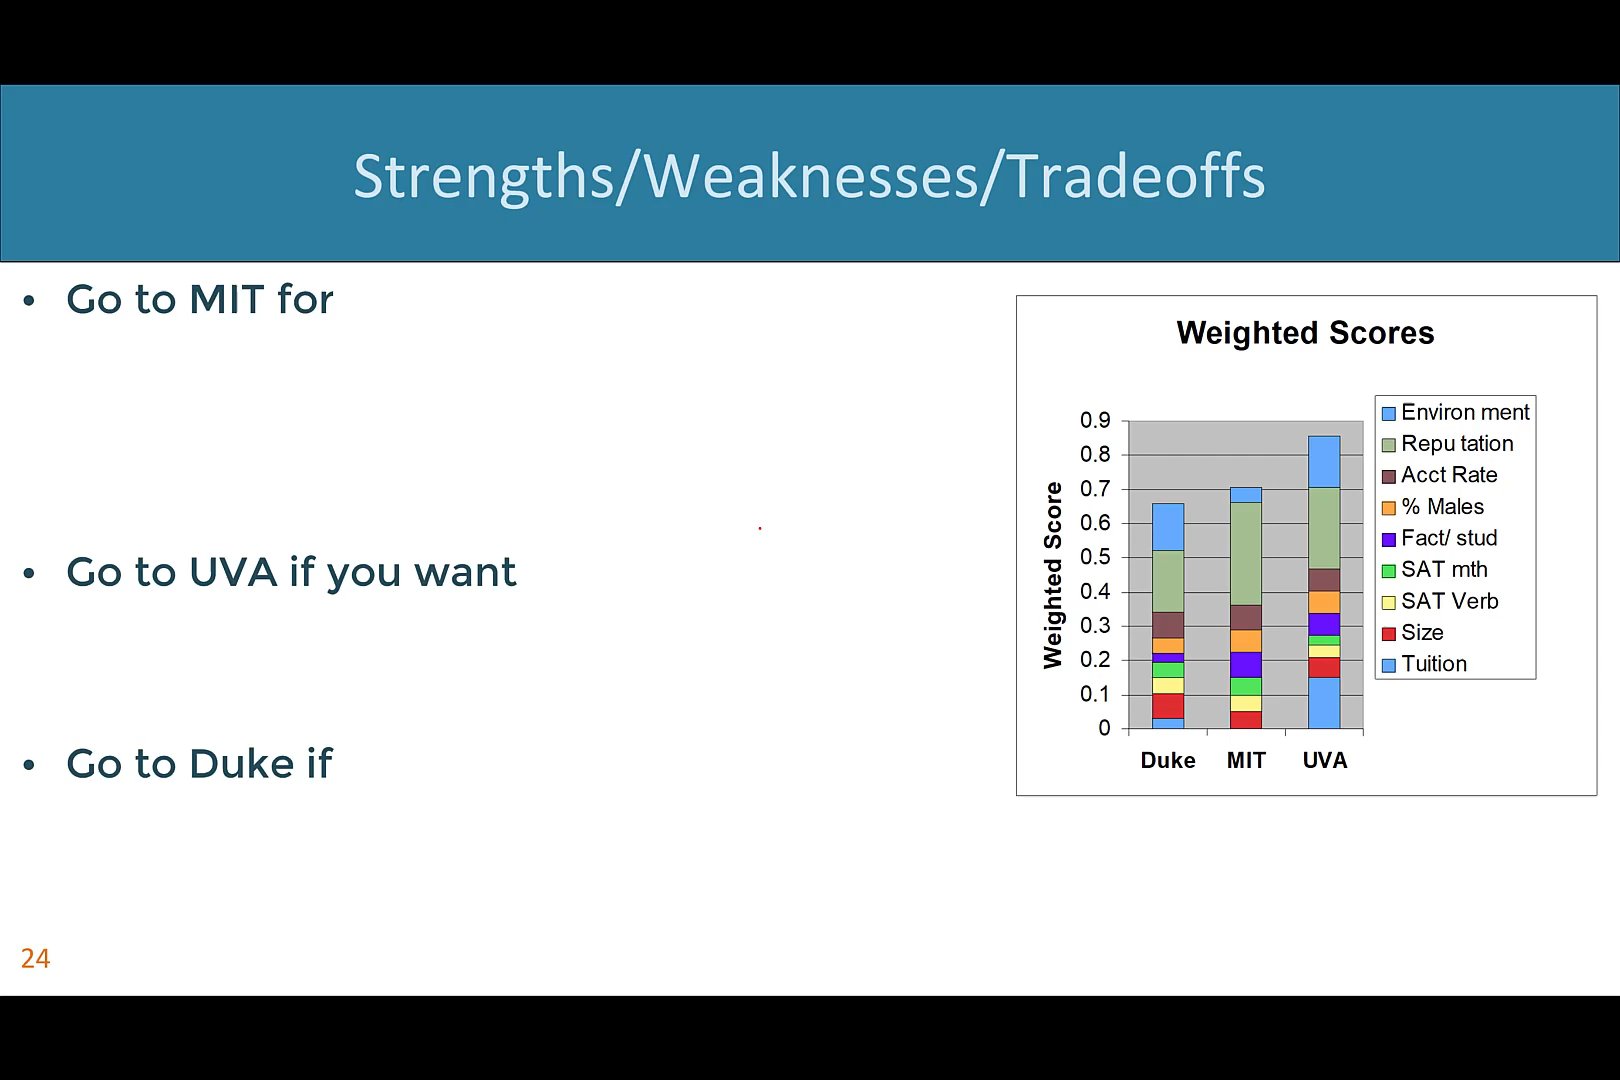 Strengths/Weaknesses/Tradeoffs
• Go to MIT for
• Go to UVA if you want
• Go to Duke if
Weighted Scores
Weighted Score
0.9
0.8
0.7
0.6
0.5
0.4
0.3
0.2
0.1
0
Duke MIT UVA
Environ ment
Repu tation
Acct Rate
% Males
Fact/ stud
SAT mth
SAT Verb
Size
Tuition
24